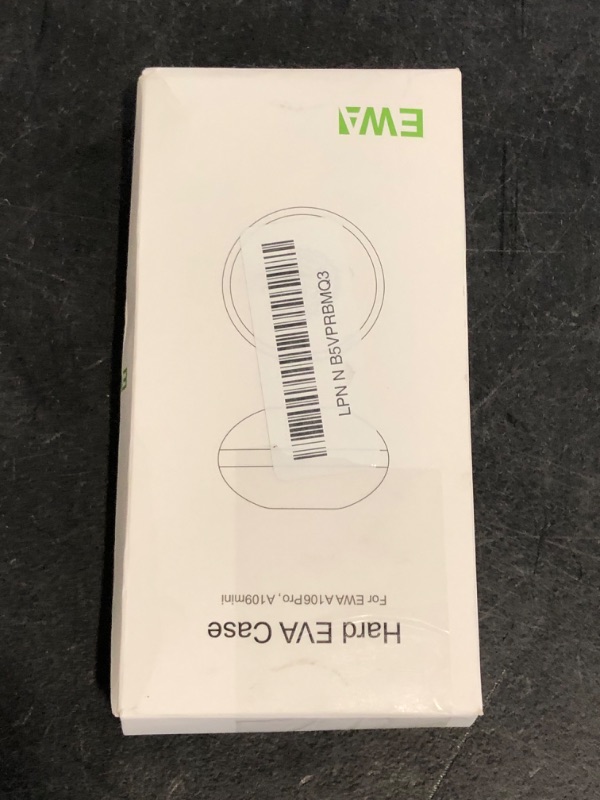 Hard EVA Case
For EWA A106Pro, A109mini
LPN N B5VPRBMQ3
EWA